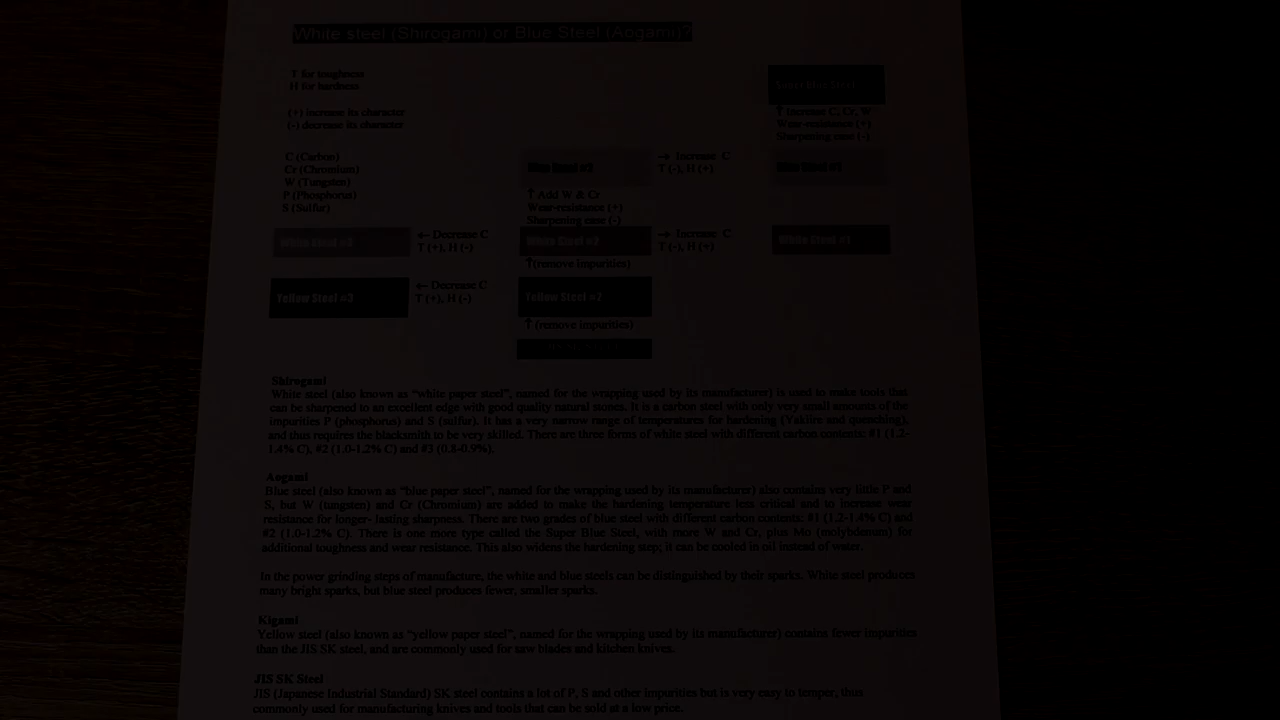 White steel (Shirogami) or Blue Steel (Aogami)?
T for toughness
H for hardness
(+) increase its character
(-) decrease its character
C (Carbon)
Cr (Chromium)
W (Tungsten)
P (Phosphorus)
S (Sulfur)
Super Blue Steel
↑ Increase C, Cr, W
Wear-resistance (+)
Sharpening ease (-)
Blue Steel #2
→ Increase C
T (-), H (+)
Blue Steel #1
↑ Add W & Cr
Wear-resistance (+)
Sharpening ease (-)
White Steel #3
← Decrease C
T (+), H (-)
White Steel #2
→ Increase C
T (-), H (+)
White Steel #1
↑(remove impurities)
Yellow Steel #3
← Decrease C
T (+), H (-)
Yellow Steel #2
↑ (remove impurities)
Shirogami
White steel (also known as “white paper steel”, named for the wrapping used by its manufacturer) is used to make tools that
can be sharpened to an excellent edge with good quality natural stones. It is a carbon steel with only very small amounts of the
impurities P (phosphorus) and S (sulfur). It has a very narrow range of temperatures for hardening (Yakiire and quenching),
and thus requires the blacksmith to be very skilled. There are three forms of white steel with different carbon contents: #1 (1.2-
1.4% C), #2 (1.0-1.2% C) and #3 (0.8-0.9%).
Aogami
Blue steel (also known as “blue paper steel”, named for the wrapping used by its manufacturer) also contains very little P and
S, but W (tungsten) and Cr (Chromium) are added to make the hardening temperature less critical and to increase wear
resistance for longer- lasting sharpness. There are two grades of blue steel with different carbon contents: #1 (1.2-1.4% C) and
#2 (1.0-1.2% C). There is one more type called the Super Blue Steel, with more W and Cr, plus Mo (molybdenum) for
additional toughness and wear resistance. This also widens the hardening step; it can be cooled in oil instead of water.
In the power grinding steps of manufacture, the white and blue steels can be distinguished by their sparks. White steel produces
many bright sparks, but blue steel produces fewer, smaller sparks.
Kigami
Yellow steel (also known as “yellow paper steel”, named for the wrapping used by its manufacturer) contains fewer impurities
than the JIS SK steel, and are commonly used for saw blades and kitchen knives.
JIS SK Steel
JIS (Japanese Industrial Standard) SK steel contains a lot of P, S and other impurities but is very easy to temper, thus
commonly used for manufacturing knives and tools that can be sold at a low price.